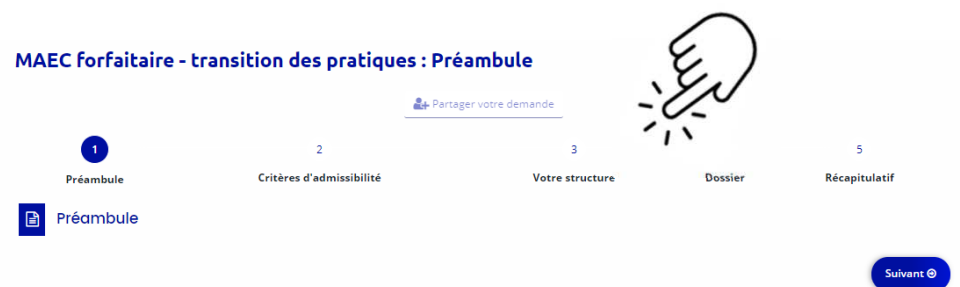 MAEC forfaitaire - transition des pratiques : Préambule
Partager votre demande
1 2 3 5
Préambule Critères d'admissibilité Votre structure Dossier Récapitulatif
Préambule
Suivant